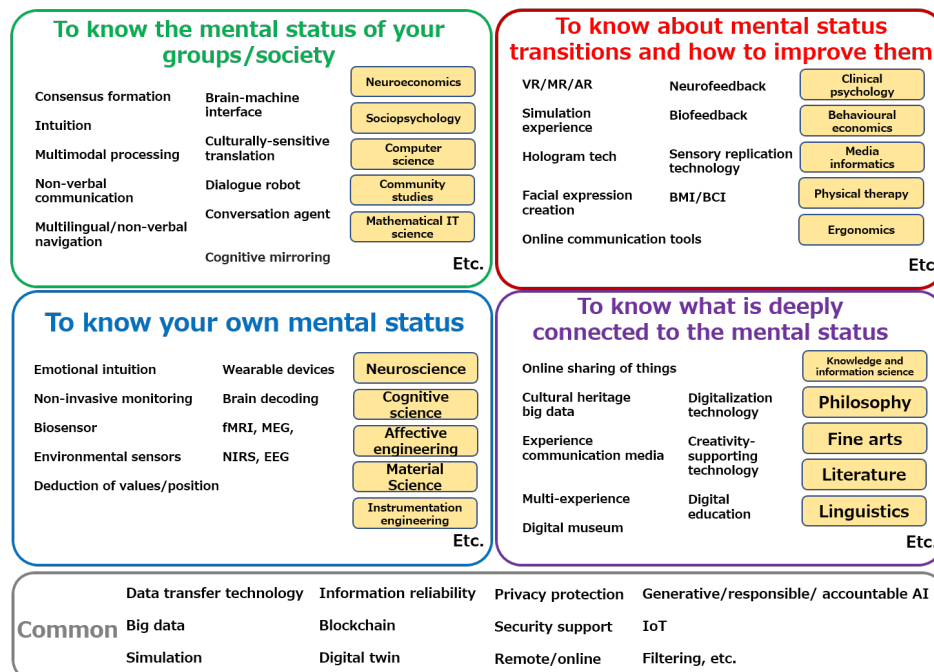 To know the mental status of your
groups/society
Consensus formation
Intuition
Multimodal processing
Non-verbal
communication
Multilingual/non-verbal
navigation
Brain-machine
interface
Culturally-sensitive
translation
Dialogue robot
Conversation agent
Cognitive mirroring
Neuroeconomics
Sociopsychology
Computer
science
Community
studies
Mathematical IT
science
Etc.
To know about mental status
transitions and how to improve them
VR/MR/AR
Simulation
experience
Hologram tech
Facial expression
creation
Online communication tools
Neurofeedback
Biofeedback
Sensory replication
technology
BMI/BCI
Clinical
psychology
Behavioural
economics
Media
informatics
Physical therapy
Ergonomics
Etc
To know your own mental status
Emotional intuition
Non-invasive monitoring
Biosensor
Environmental sensors
Deduction of values/position
Wearable devices
Brain decoding
fMRI, MEG,
NIRS, EEG
Neuroscience
Cognitive
science
Affective
engineering
Material
Science
Instrumentation
engineering
Etc.
To know what is deeply
connected to the mental status
Online sharing of things
Cultural heritage
big data
Experience
communication media
Multi-experience
Digital museum
Digitalization
technology
Creativity-
supporting
technology
Digital
education
Knowledge and
information science
Philosophy
Fine arts
Literature
Linguistics
Etc.
Common
Data transfer technology
Big data
Simulation
Information reliability
Blockchain
Digital twin
Privacy protection
Security support
Remote/online
Generative/responsible/ accountable AI
IoT
Filtering, etc.